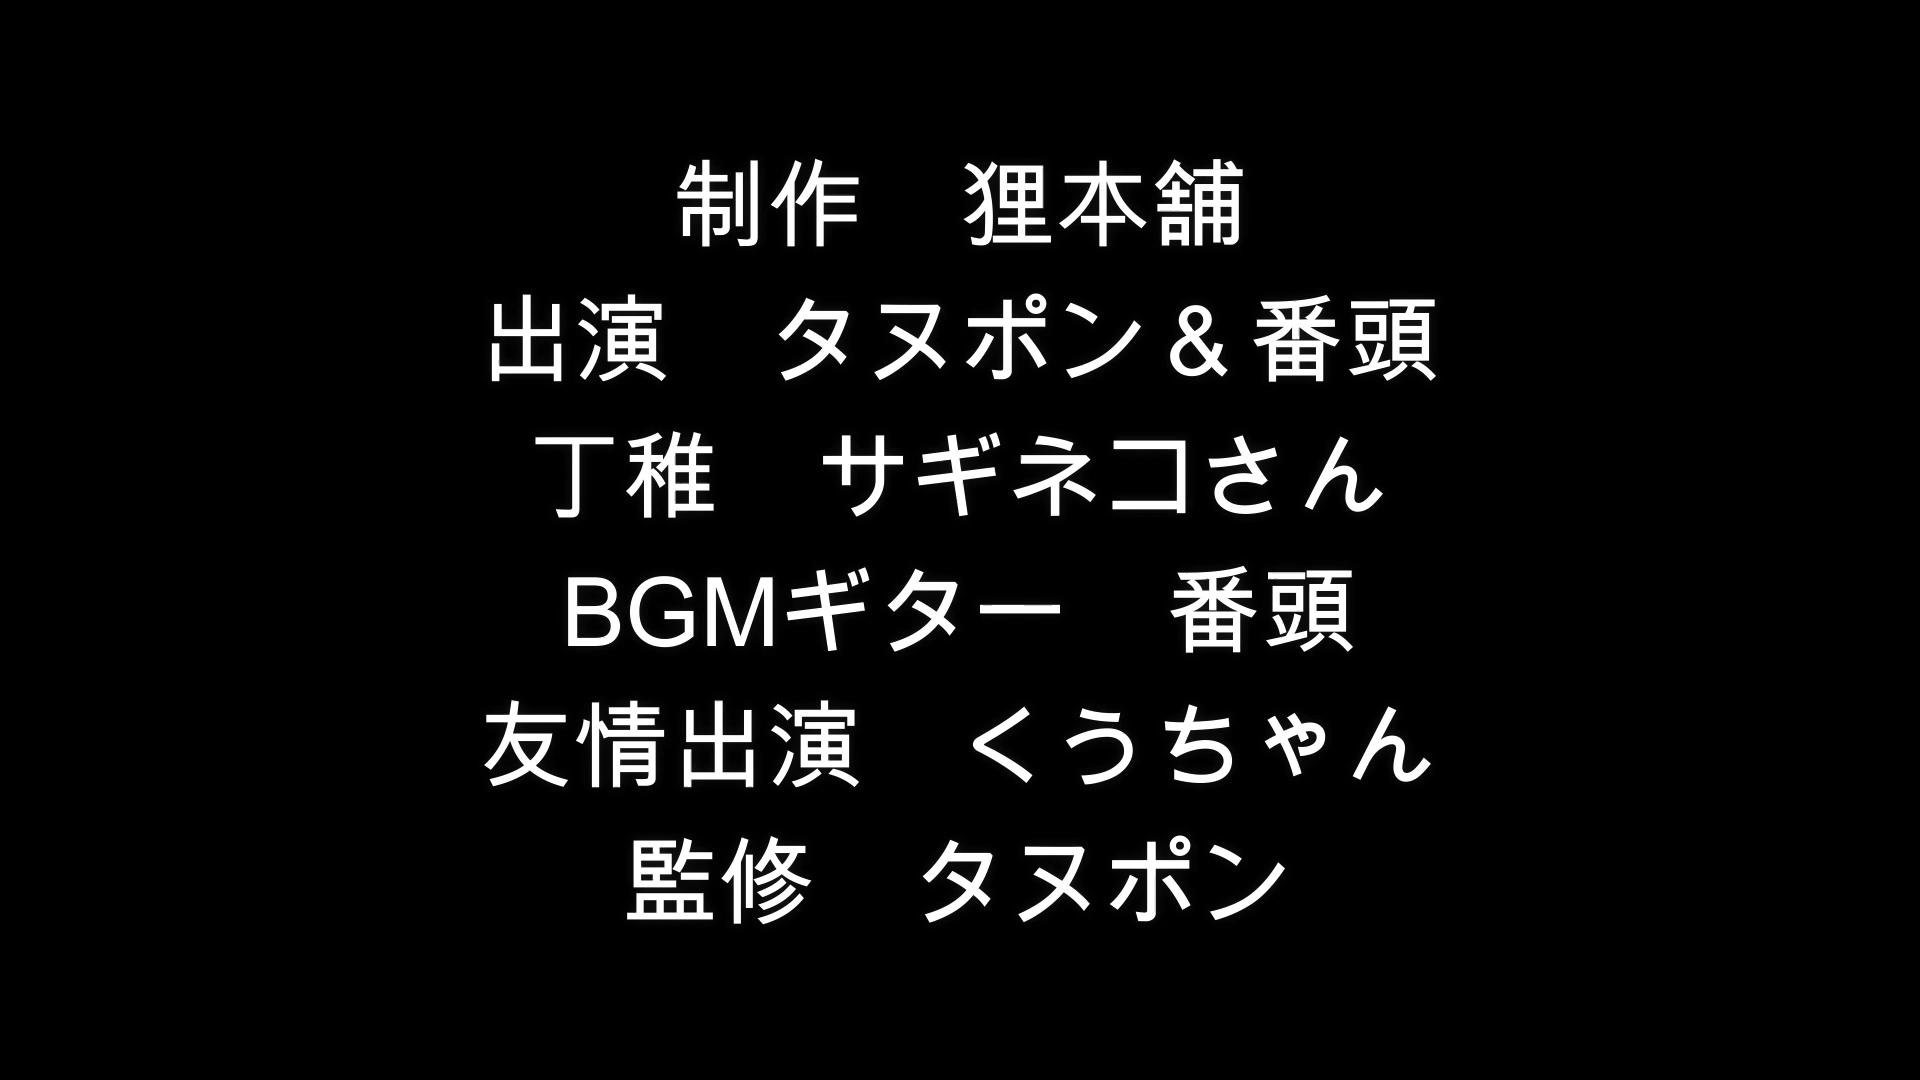 制作　狸本舗
出演　タヌポン＆番頭
丁稚　サギネコさん
BGMギター　番頭
友情出演　くうちゃん
監修　タヌポン